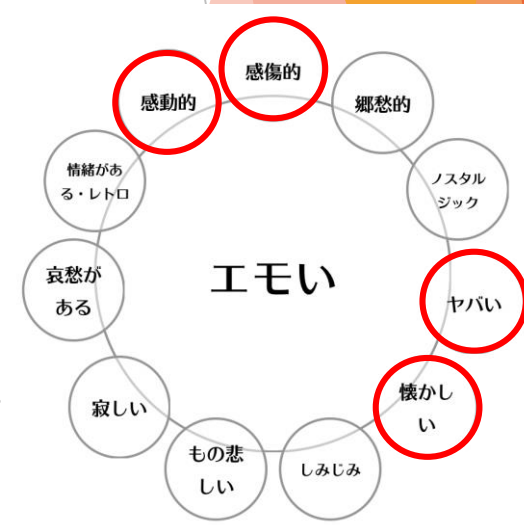 感傷的
郷愁的
ノスタル
ジック
ヤバい
懐かし
い
しみじみ
もの悲
しい
寂しい
哀愁が
ある
情緒があ
る・レトロ
感動的
エモい